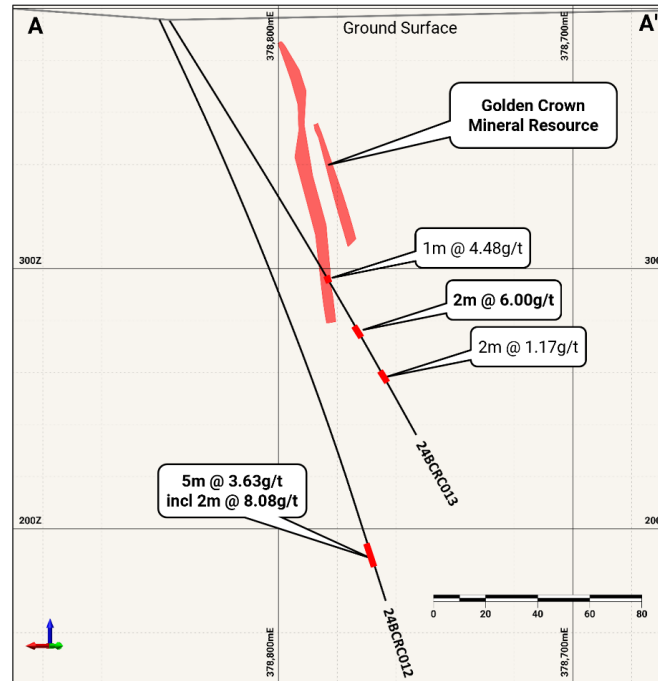 A
A'
378,800mE
378,700mE
Ground Surface
Golden Crown
Mineral Resource
1m @ 4.48g/t
300Z
300
2m @ 6.00g/t
2m @ 1.17g/t
24BCRC013
5m @ 3.63g/t
incl 2m @ 8.08g/t
200Z
200
24BCRC012
0 20 40 60 80
378,800mE
378,700mE